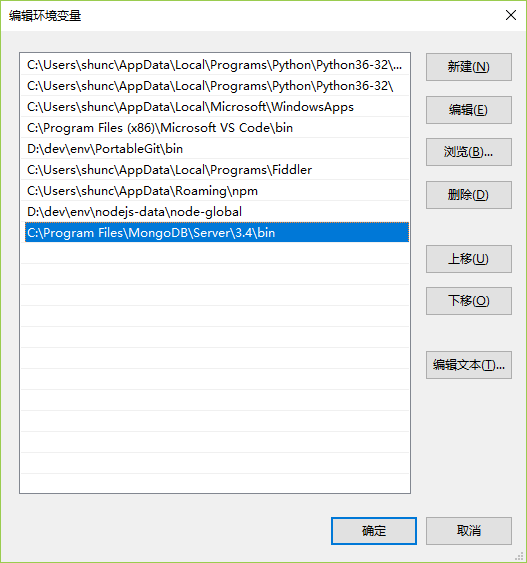 编辑环境变量
C:\Users\shunc\AppData\Local\Programs\Python\Python36-32\...
C:\Users\shunc\AppData\Local\Programs\Python\Python36-32\
C:\Users\shunc\AppData\Local\Microsoft\WindowsApps
C:\Program Files (x86)\Microsoft VS Code\bin
D:\dev\env\PortableGit\bin
C:\Users\shunc\AppData\Local\Programs\Fiddler
C:\Users\shunc\AppData\Roaming\npm
D:\dev\env\nodejs-data\node-global
C:\Program Files\MongoDB\Server\3.4\bin
新建(N)
编辑(E)
浏览(B)...
删除(D)
上移(U)
下移(O)
编辑文本(T)...
确定
取消